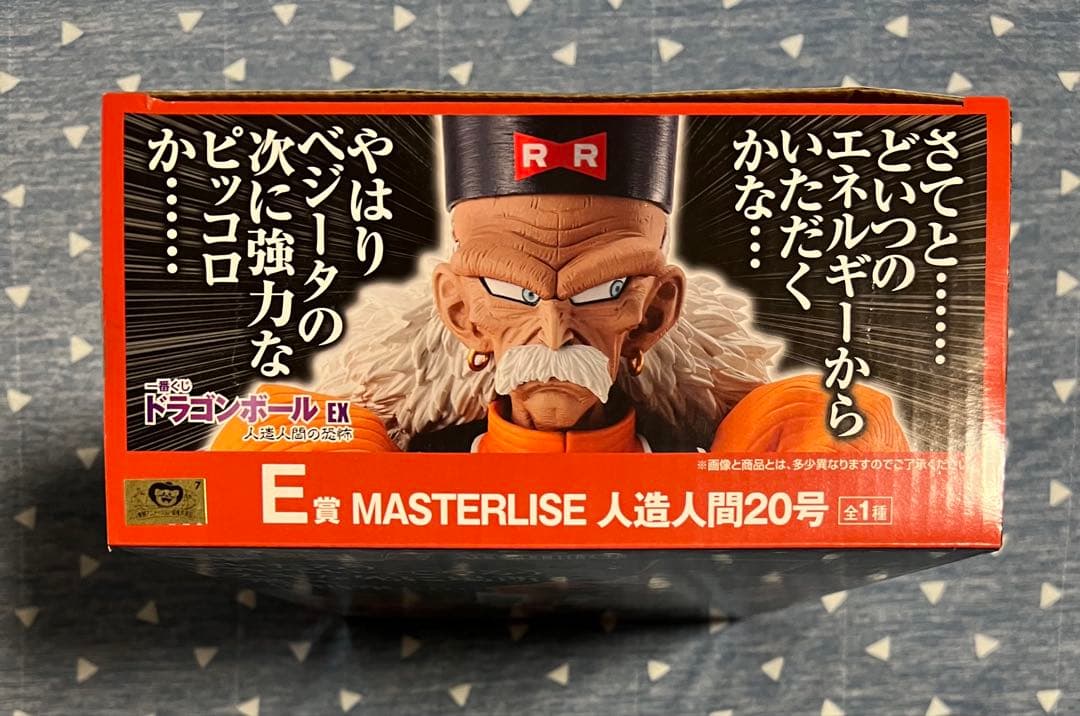 さてと……
どいつの
エネルギーから
いただく
かな…
やはり
ベジータの
次に強力な
ピッコロ
か……
R R
一番くじ
ドラゴンボール EX
人造人間の恐怖
※画像と商品とは、多少異なりますのでご了承ください
E賞 MASTERLISE 人造人間20号 全1種
7